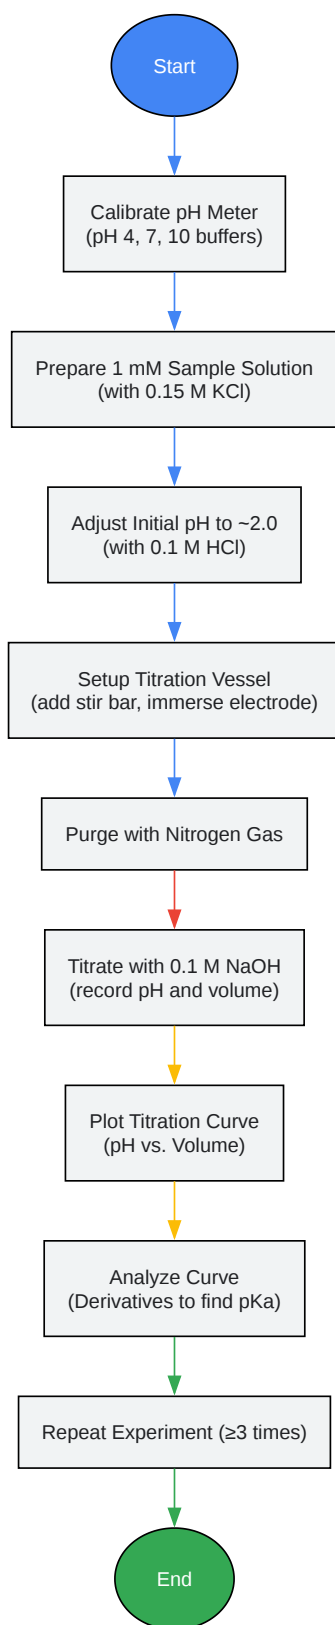 Start
Calibrate pH Meter
(pH 4, 7, 10 buffers)
Prepare 1 mM Sample Solution
(with 0.15 M KCl)
Adjust Initial pH to ~2.0
(with 0.1 M HCl)
Setup Titration Vessel
(add stir bar, immerse electrode)
Purge with Nitrogen Gas
Titrate with 0.1 M NaOH
(record pH and volume)
Plot Titration Curve
(pH vs. Volume)
Analyze Curve
(Derivatives to find pKa)
Repeat Experiment (≥3 times)
End